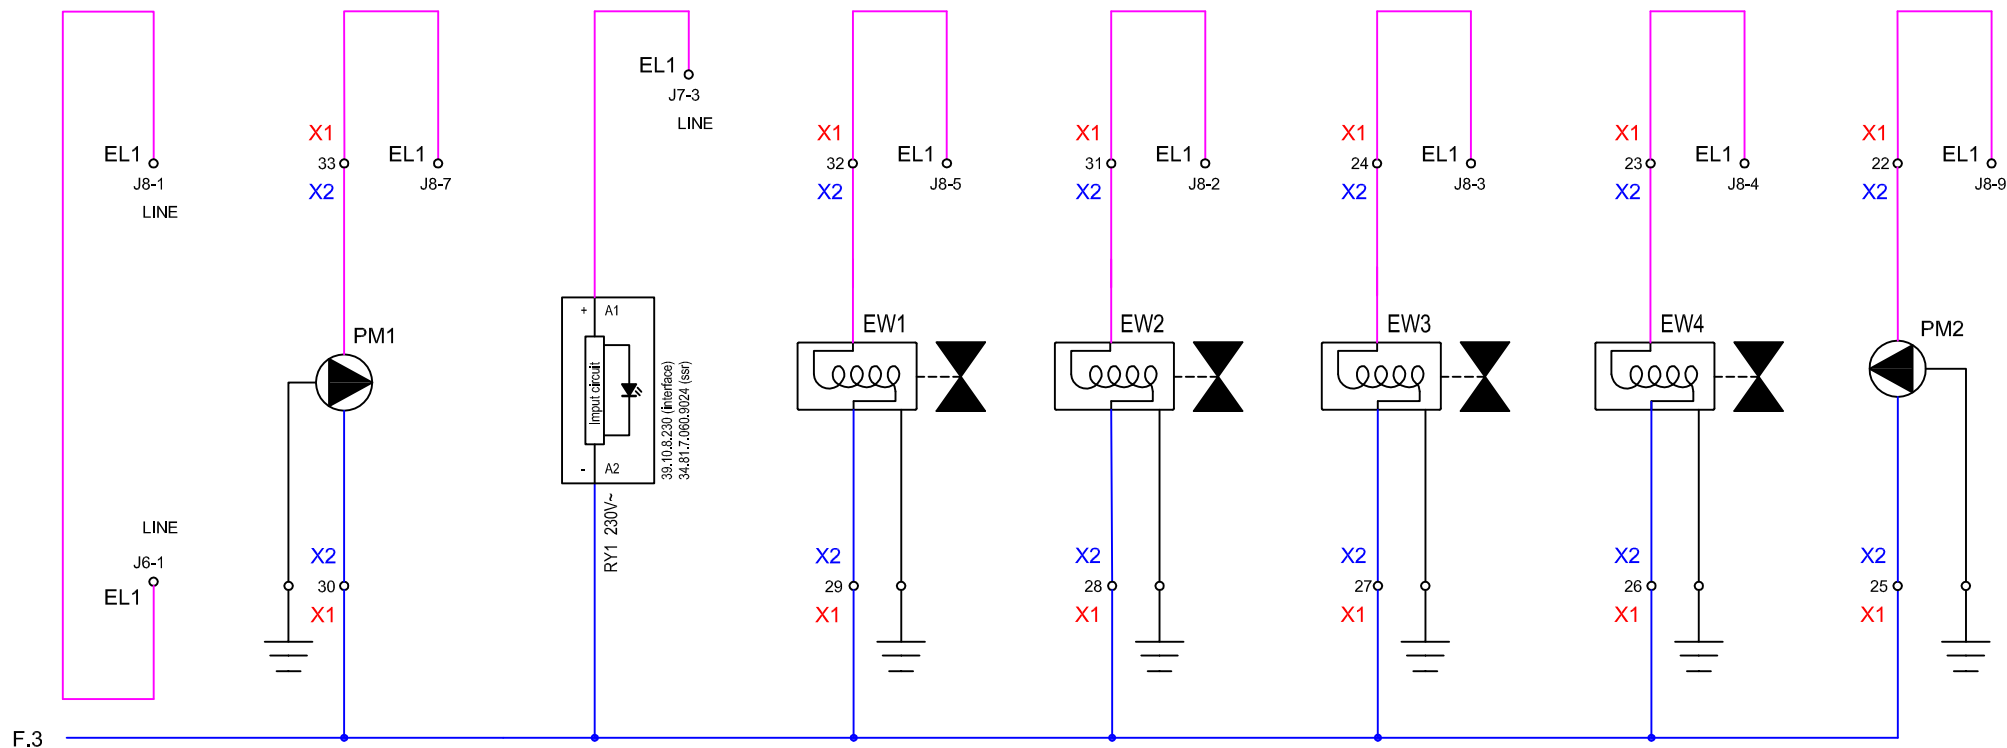 EL1
J8-1
LINE
LINE
J6-1
EL1
X1
33
X2
EL1
J8-7
PM1
X2
30
X1
EL1
J7-3
LINE
+ A1
Imput circuit
- A2
39.10.8.230 (interface)
34.81.7.060.9024 (ssr)
RY1 230V~
X1
32
X2
EL1
J8-5
EW1
X2
29
X1
X1
31
X2
EL1
J8-2
EW2
X2
28
X1
X1
24
X2
EL1
J8-3
EW3
X2
27
X1
X1
23
X2
EL1
J8-4
EW4
X2
26
X1
X1
22
X2
EL1
J8-9
PM2
X2
25
X1
F.3